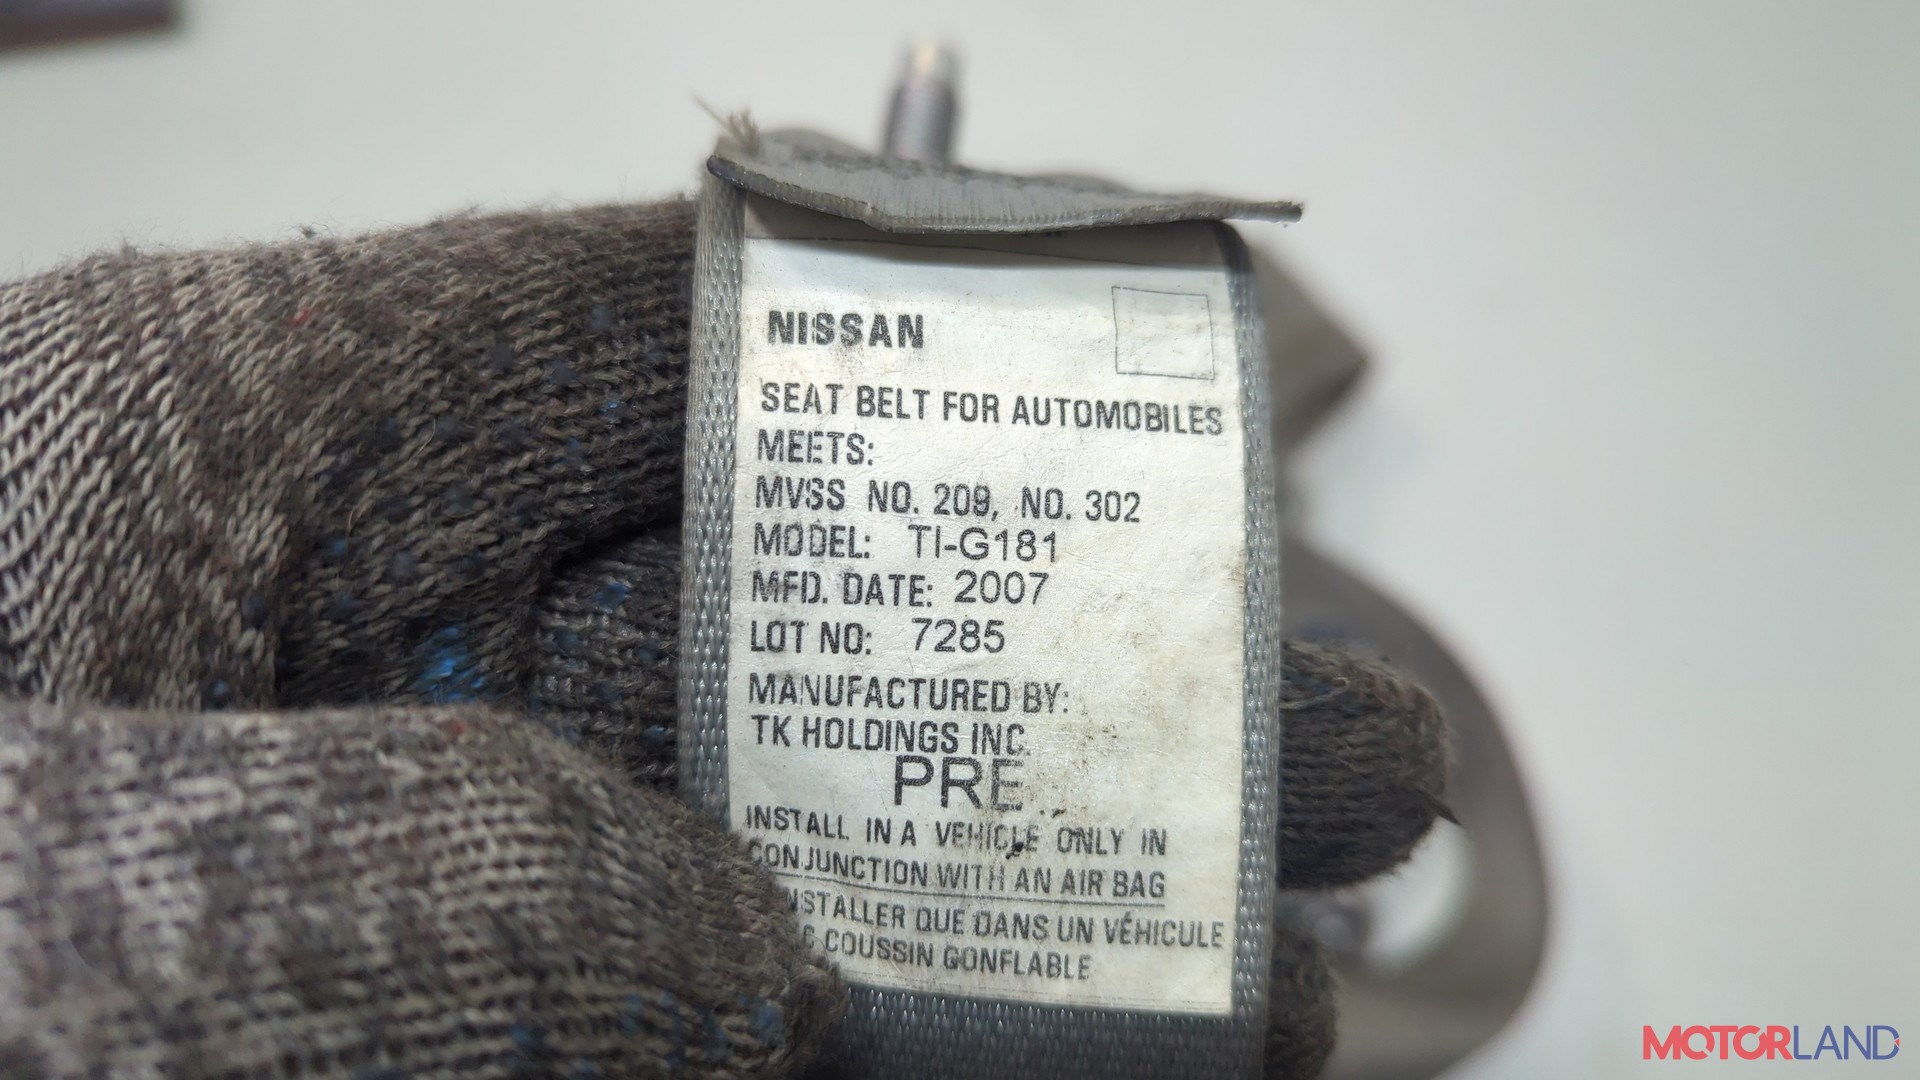 NISSAN
SEAT BELT FOR AUTOMOBILES
MEETS:
MVSS NO. 209, NO. 302
MODEL: TI-G181
MFD. DATE: 2007
LOT NO: 7285
MANUFACTURED BY:
TK HOLDINGS INC.
PRE
INSTALL IN A VEHICLE ONLY IN
CONJUNCTION WITH AN AIR BAG
INSTALLER QUE DANS UN VÉHICULE
COUSSIN GONFLABLE
MOTORLAND